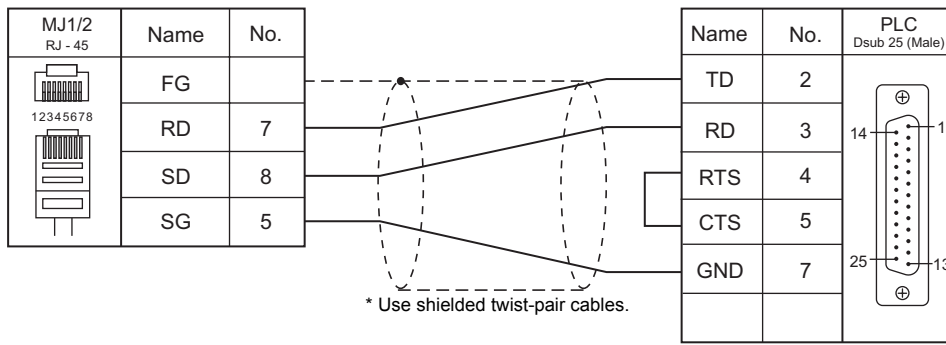 MJ1/2
RJ - 45
Name
No.
12345678
FG
RD
7
SD
8
SG
5
* Use shielded twist-pair cables.
Name
No.
PLC
Dsub 25 (Male)
TD
2
RD
3
RTS
4
CTS
5
GND
7
14
1
25
13